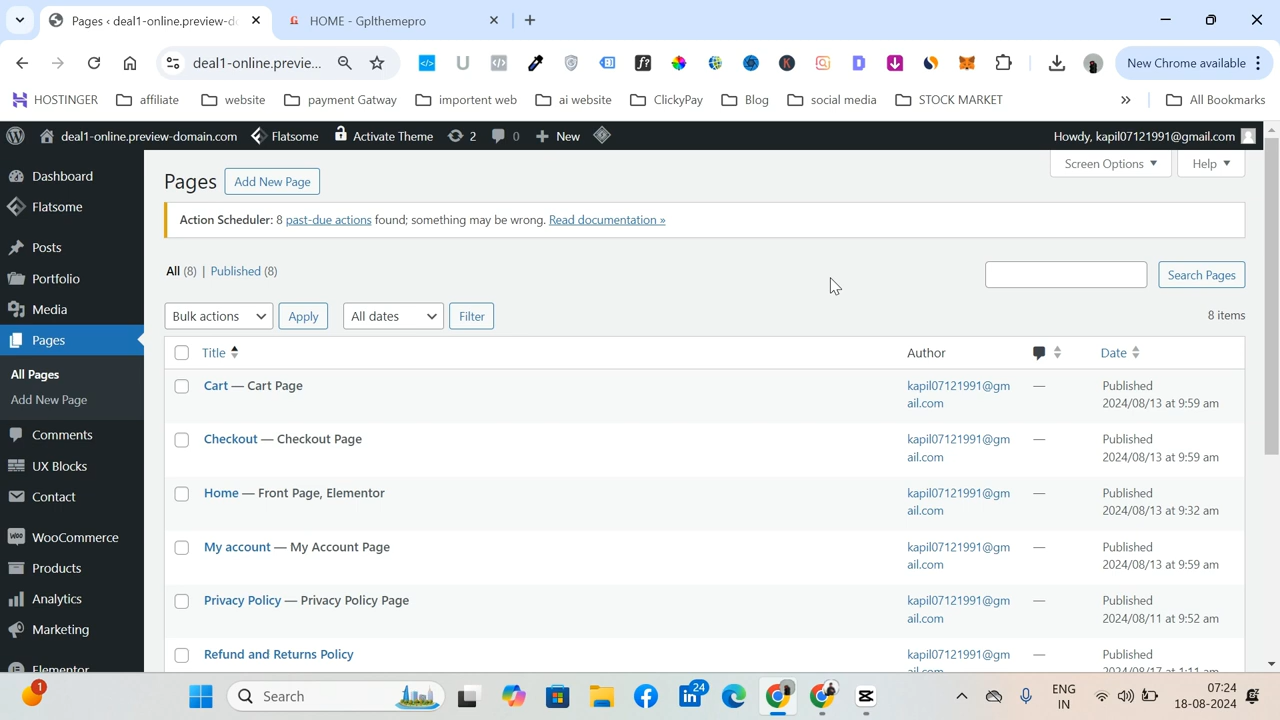 Pages ‹ deal1-online.preview-d
HOME - Gplthemepro
deal1-online.previe...
New Chrome available
HOSTINGER
affiliate
website
payment Gatway
importent web
ai website
ClickyPay
Blog
social media
STOCK MARKET
»
All Bookmarks
deal1-online.preview-domain.com
Flatsome
Activate Theme
2
0
New
Howdy, kapil07121991@gmail.com
Dashboard
Flatsome
Posts
Portfolio
Media
Pages
All Pages
Add New Page
Comments
UX Blocks
Contact
WooCommerce
Products
Analytics
Marketing
Elementor
Screen Options
Help
Pages
Add New Page
Action Scheduler: 8 past-due actions found; something may be wrong. Read documentation »
All (8) | Published (8)
Search Pages
Bulk actions
Apply
All dates
Filter
8 items
Title
Author
Date
Cart — Cart Page
kapil07121991@gm
ail.com
—
Published
2024/08/13 at 9:59 am
Checkout — Checkout Page
kapil07121991@gm
ail.com
—
Published
2024/08/13 at 9:59 am
Home — Front Page, Elementor
kapil07121991@gm
ail.com
—
Published
2024/08/13 at 9:32 am
My account — My Account Page
kapil07121991@gm
ail.com
—
Published
2024/08/13 at 9:59 am
Privacy Policy — Privacy Policy Page
kapil07121991@gm
ail.com
—
Published
2024/08/11 at 9:52 am
Refund and Returns Policy
kapil07121991@gm
ail.com
—
Published
2024/08/17 at 1:11 am
1
Search
24
ENG
IN
07:24
18-08-2024